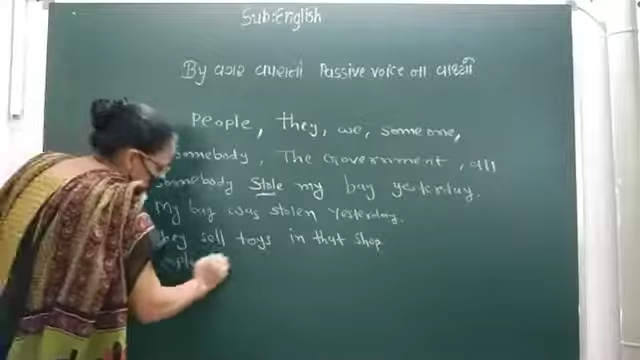 Sub:English
By વગર વપરાતાં Passive voice નાં વાક્યો
People, they, we, someone,
somebody, The Government, all
somebody stole my bag yesterday.
My bag was stolen yesterday.
they sell toys in that shop